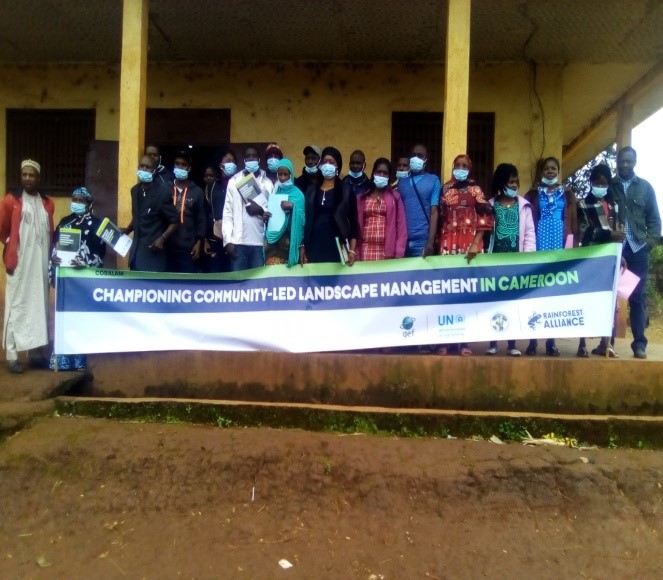 COBALAM
CHAMPIONING COMMUNITY-LED LANDSCAPE MANAGEMENT IN CAMEROON
gef
UN
RAINFOREST
ALLIANCE